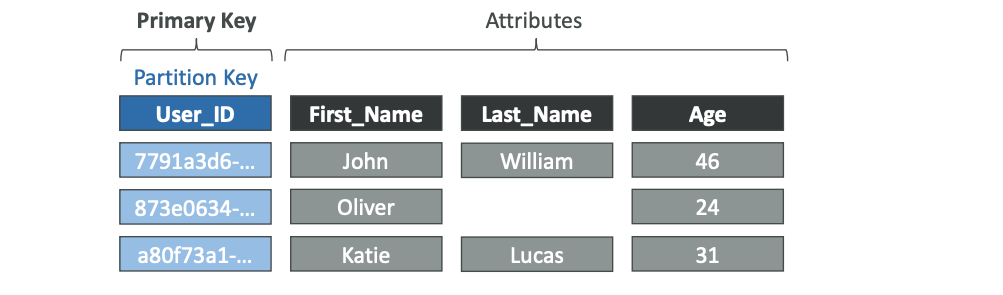 Primary Key Attributes
Partition Key
User_ID First_Name Last_Name Age
7791a3d6-... John William 46
873e0634-... Oliver 24
a80f73a1-... Katie Lucas 31